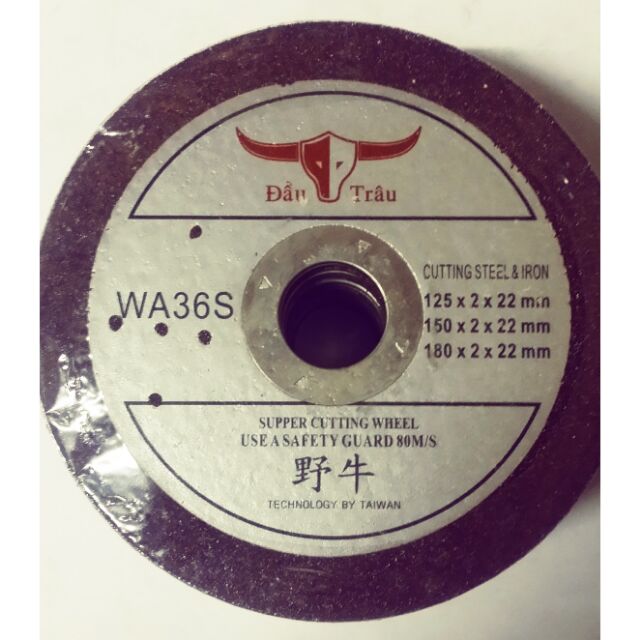 Đầu Trâu
WA36S
CUTTING STEEL & IRON
125 x 2 x 22 mm
150 x 2 x 22 mm
180 x 2 x 22 mm
SUPPER CUTTING WHEEL
USE A SAFETY GUARD 80M/S
野牛
TECHNOLOGY BY TAIWAN